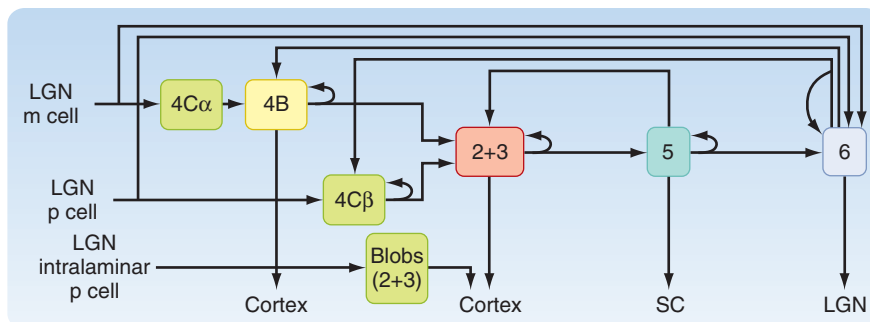 LGN
m cell
4Cα
4B
2+3
5
6
LGN
p cell
4Cβ
LGN
intralaminar
p cell
Blobs
(2+3)
Cortex
Cortex
SC
LGN